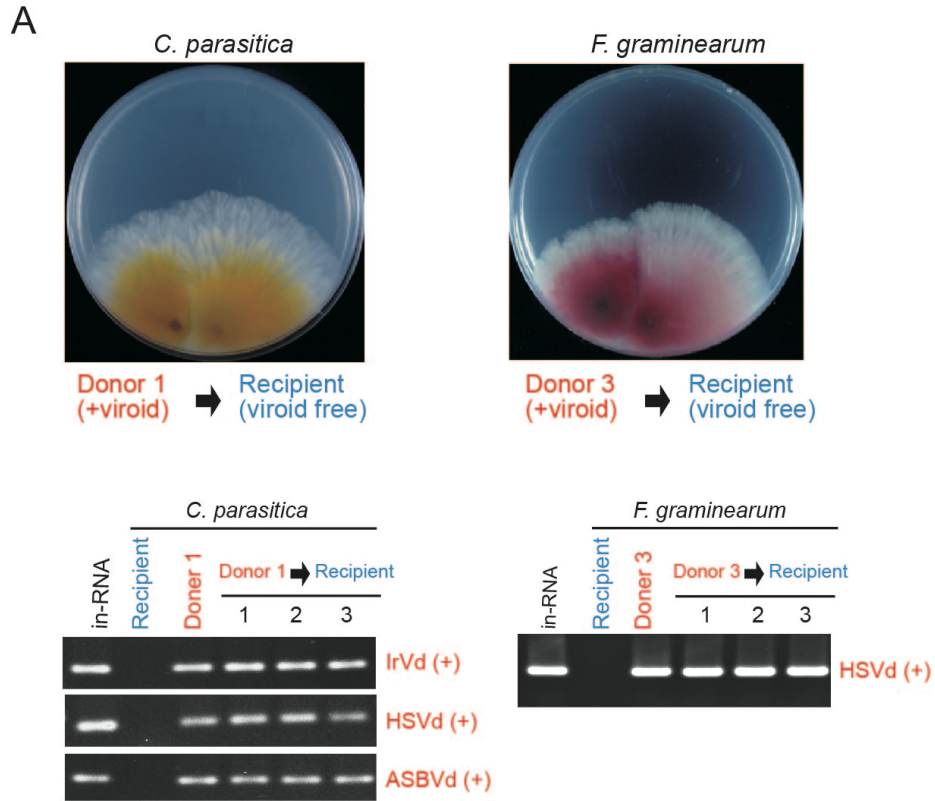 A
C. parasitica
F. graminearum
Donor 1
(+viroid)
Recipient
(viroid free)
Donor 3
(+viroid)
Recipient
(viroid free)
C. parasitica
in-RNA
Recipient
Doner 1
Donor 1 Recipient
1 2 3
IrVd (+)
HSVd (+)
ASBVd (+)
F. graminearum
in-RNA
Recipient
Donor 3
Donor 3 Recipient
1 2 3
HSVd (+)